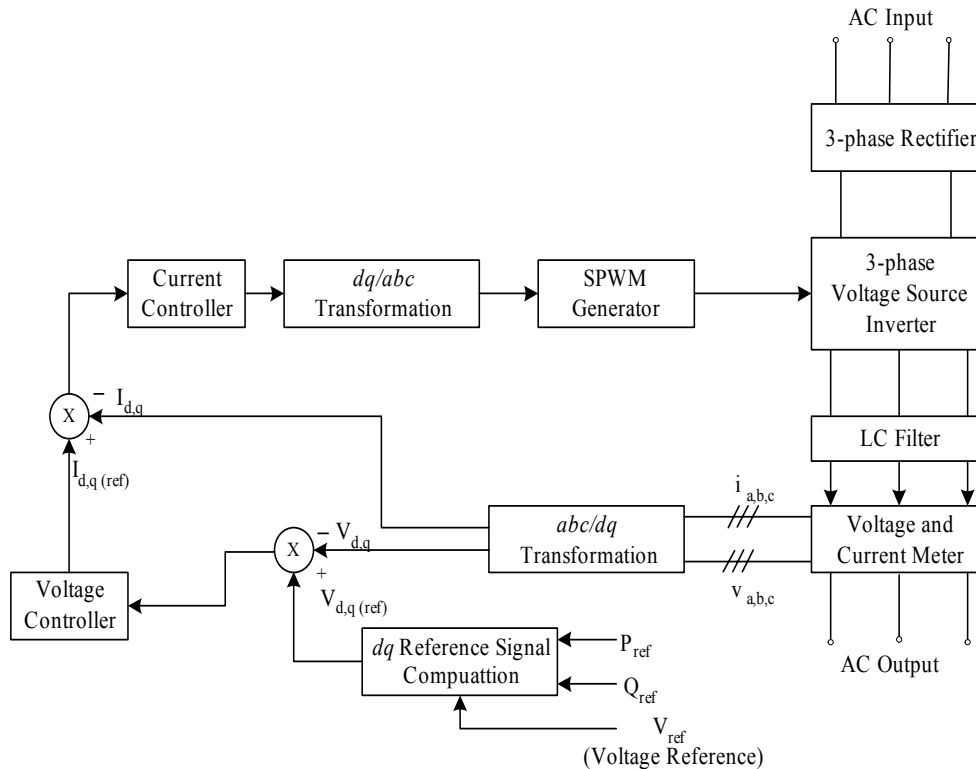 AC Input
3-phase Rectifier
3-phase
Voltage Source
Inverter
Current
Controller
dq/abc
Transformation
SPWM
Generator
X
−
I d,q
+
I d,q (ref)
LC Filter
i a,b,c
abc/dq
Transformation
Voltage and
Current Meter
v a,b,c
X
−
V d,q
+
V d,q (ref)
Voltage
Controller
dq Reference Signal
Compuattion
P ref
Q ref
V ref
(Voltage Reference)
AC Output